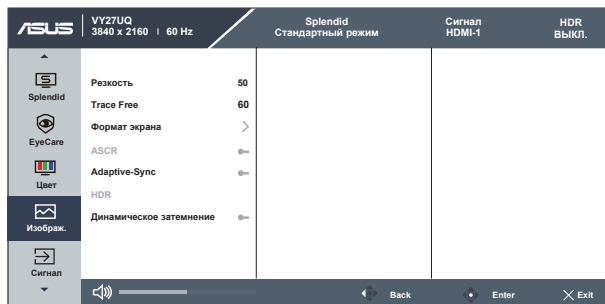 ASUS
VY27UQ
3840 x 2160 | 60 Hz
Splendid
Стандартный режим
Сигнал
HDMI-1
HDR
ВЫКЛ.
Splendid
EyeCare
Цвет
Изображ.
Сигнал
Резкость 50
Trace Free 60
Формат экрана
ASCR
Adaptive-Sync
HDR
Динамическое затемнение
Back
Enter
Exit